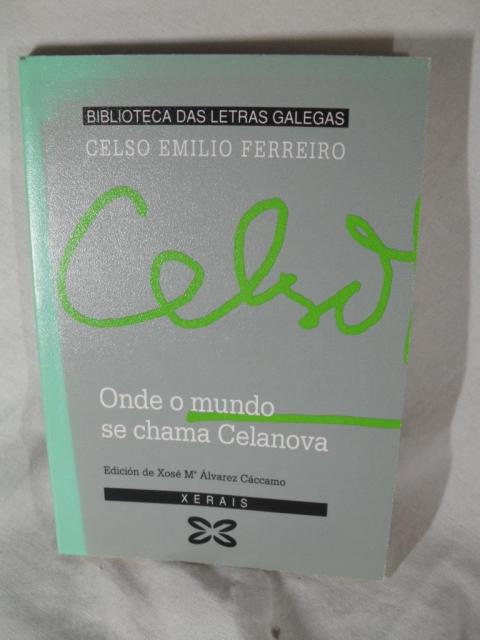 BIBLIOTECA DAS LETRAS GALEGAS
CELSO EMILIO FERREIRO
Celso
Onde o mundo
se chama Celanova
Edición de Xosé Mª Álvarez Cáccamo
XERAIS